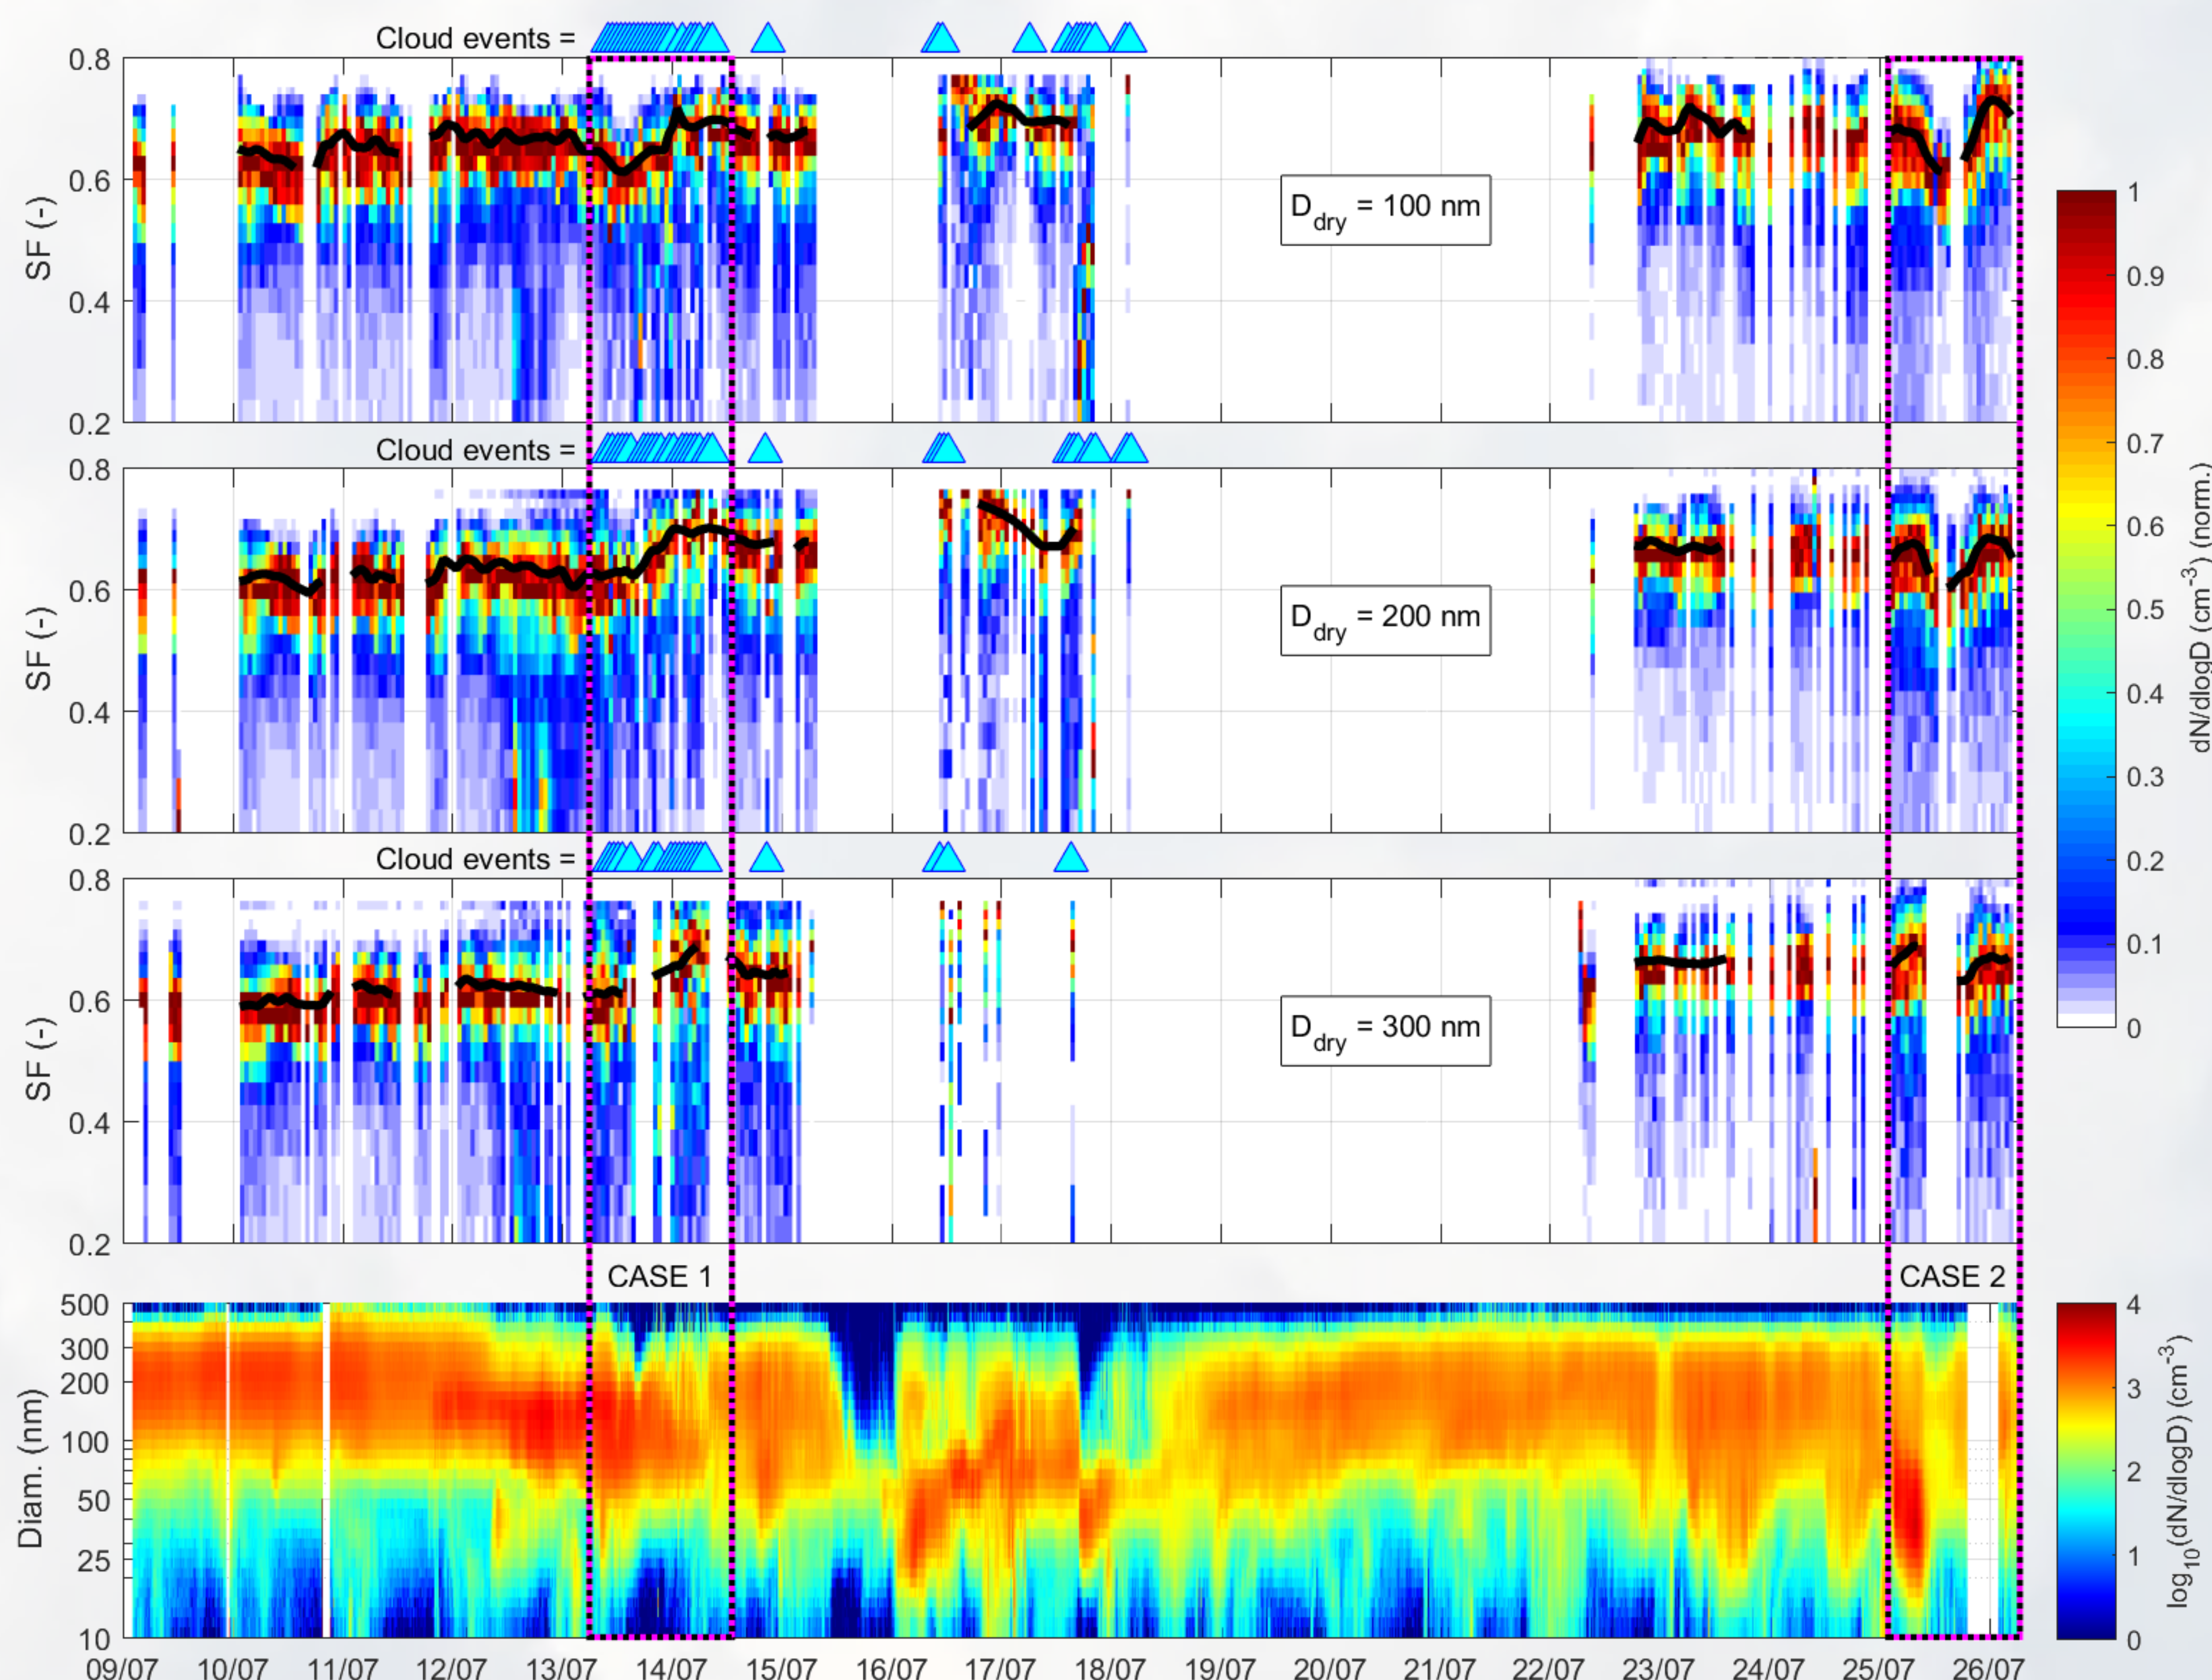 Cloud events =
0.8
0.6
0.4
0.2
SF (-)
D_dry = 100 nm
Cloud events =
0.8
0.6
0.4
0.2
SF (-)
D_dry = 200 nm
Cloud events =
0.8
0.6
0.4
0.2
SF (-)
D_dry = 300 nm
1
0.9
0.8
0.7
0.6
0.5
0.4
0.3
0.2
0.1
0
dN/dlogD (cm^-3) (norm.)
CASE 1
CASE 2
500
300
200
100
50
25
10
Diam. (nm)
09/07 10/07 11/07 12/07 13/07 14/07 15/07 16/07 17/07 18/07 19/07 20/07 21/07 22/07 23/07 24/07 25/07 26/07
4
3
2
1
0
log_10(dN/dlogD) (cm^-3)